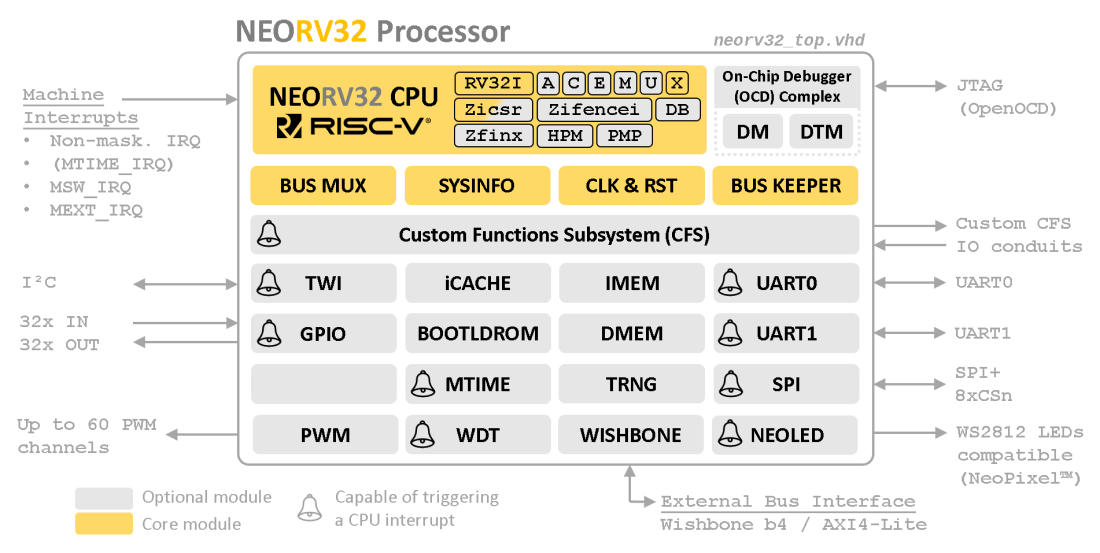 NEORV32 Processor
neorv32_top.vhd
NEORV32 CPU
RISC-V®
RV32I A C E M U X
Zicsr Zifencei DB
Zfinx HPM PMP
On-Chip Debugger
(OCD) Complex
DM DTM
BUS MUX SYSINFO CLK & RST BUS KEEPER
Custom Functions Subsystem (CFS)
TWI iCACHE IMEM UART0
GPIO BOOTLDROM DMEM UART1
MTIME TRNG SPI
PWM WDT WISHBONE NEOLED
Machine
Interrupts
• Non-mask. IRQ
• (MTIME_IRQ)
• MSW_IRQ
• MEXT_IRQ
I²C
32x IN
32x OUT
Up to 60 PWM
channels
JTAG
(OpenOCD)
Custom CFS
IO conduits
UART0
UART1
SPI+
8xCSn
WS2812 LEDs
compatible
(NeoPixel™)
External Bus Interface
Wishbone b4 / AXI4-Lite
Optional module
Core module
Capable of triggering
a CPU interrupt